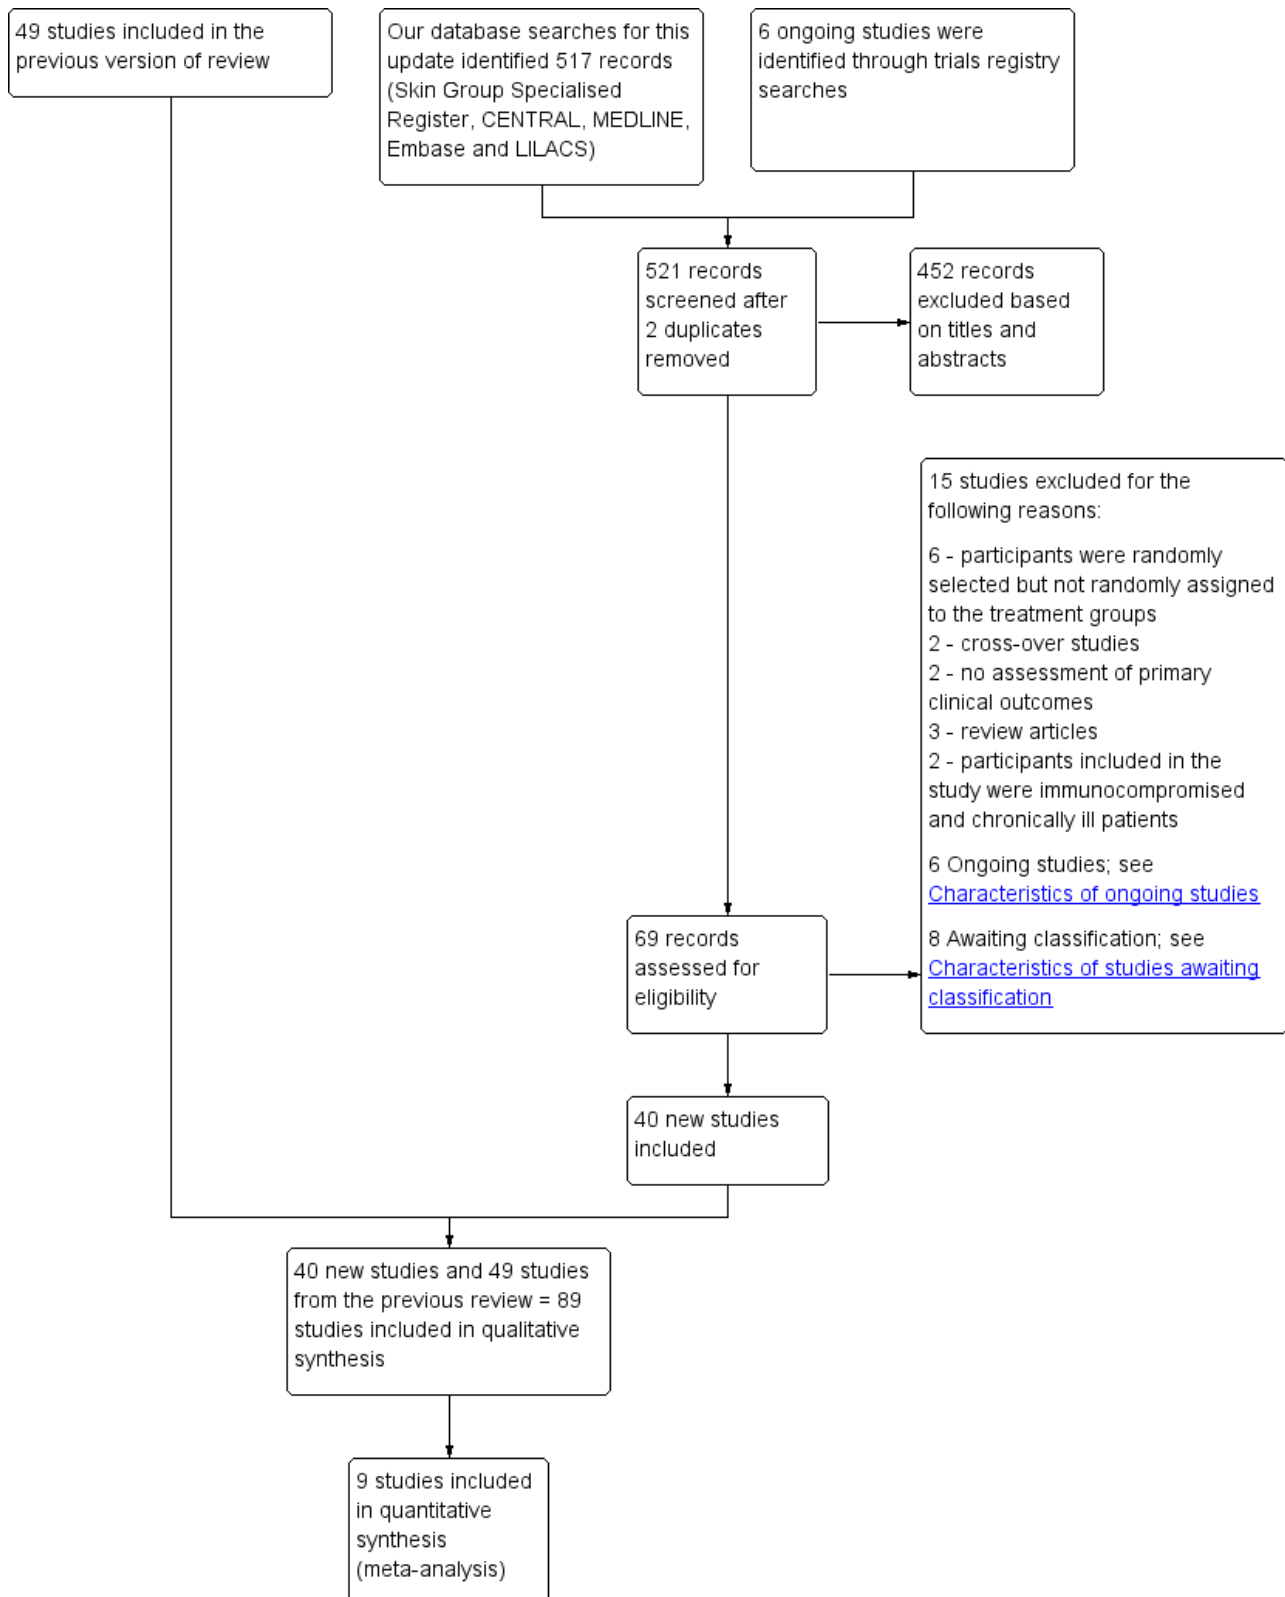 49 studies included in the
previous version of review
Our database searches for this
update identified 517 records
(Skin Group Specialised
Register, CENTRAL, MEDLINE,
Embase and LILACS)
6 ongoing studies were
identified through trials registry
searches
521 records
screened after
2 duplicates
removed
452 records
excluded based
on titles and
abstracts
15 studies excluded for the
following reasons:
6 - participants were randomly
selected but not randomly assigned
to the treatment groups
2 - cross-over studies
2 - no assessment of primary
clinical outcomes
3 - review articles
2 - participants included in the
study were immunocompromised
and chronically ill patients
6 Ongoing studies; see
Characteristics of ongoing studies
8 Awaiting classification; see
Characteristics of studies awaiting
classification
69 records
assessed for
eligibility
40 new studies
included
40 new studies and 49 studies
from the previous review = 89
studies included in qualitative
synthesis
9 studies included
in quantitative
synthesis
(meta-analysis)